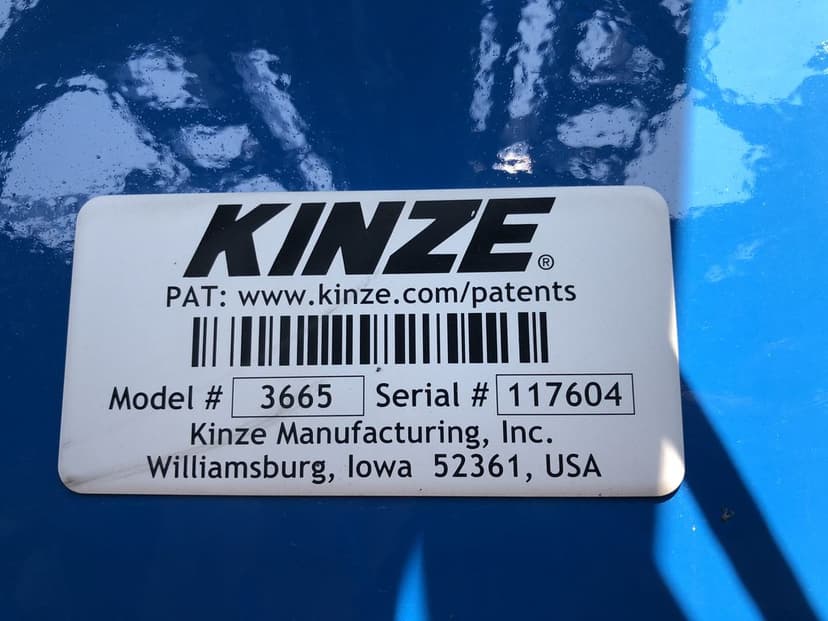 KINZE®
PAT: www.kinze.com/patents
Model # 3665 Serial # 117604
Kinze Manufacturing, Inc.
Williamsburg, Iowa 52361, USA